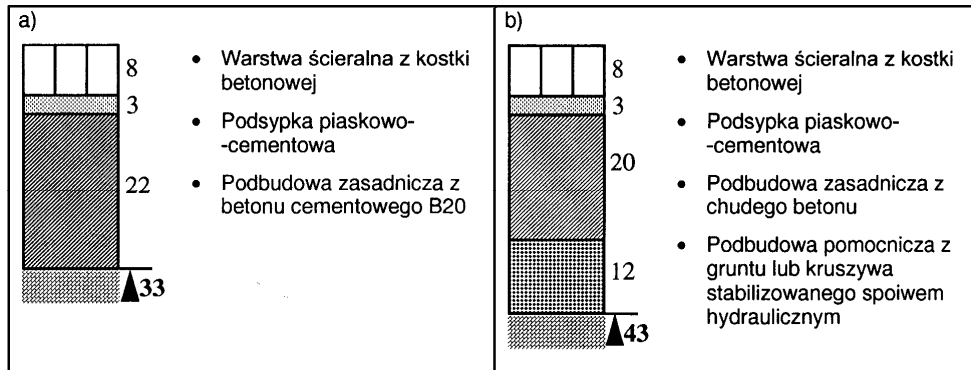 a)
8
3
22
33
• Warstwa ścieralna z kostki
betonowej
• Podsypka piaskowo-
-cementowa
• Podbudowa zasadnicza z
betonu cementowego B20
b)
8
3
20
12
43
• Warstwa ścieralna z kostki
betonowej
• Podsypka piaskowo-
-cementowa
• Podbudowa zasadnicza z
chudego betonu
• Podbudowa pomocnicza z
gruntu lub kruszywa
stabilizowanego spoiwem
hydraulicznym